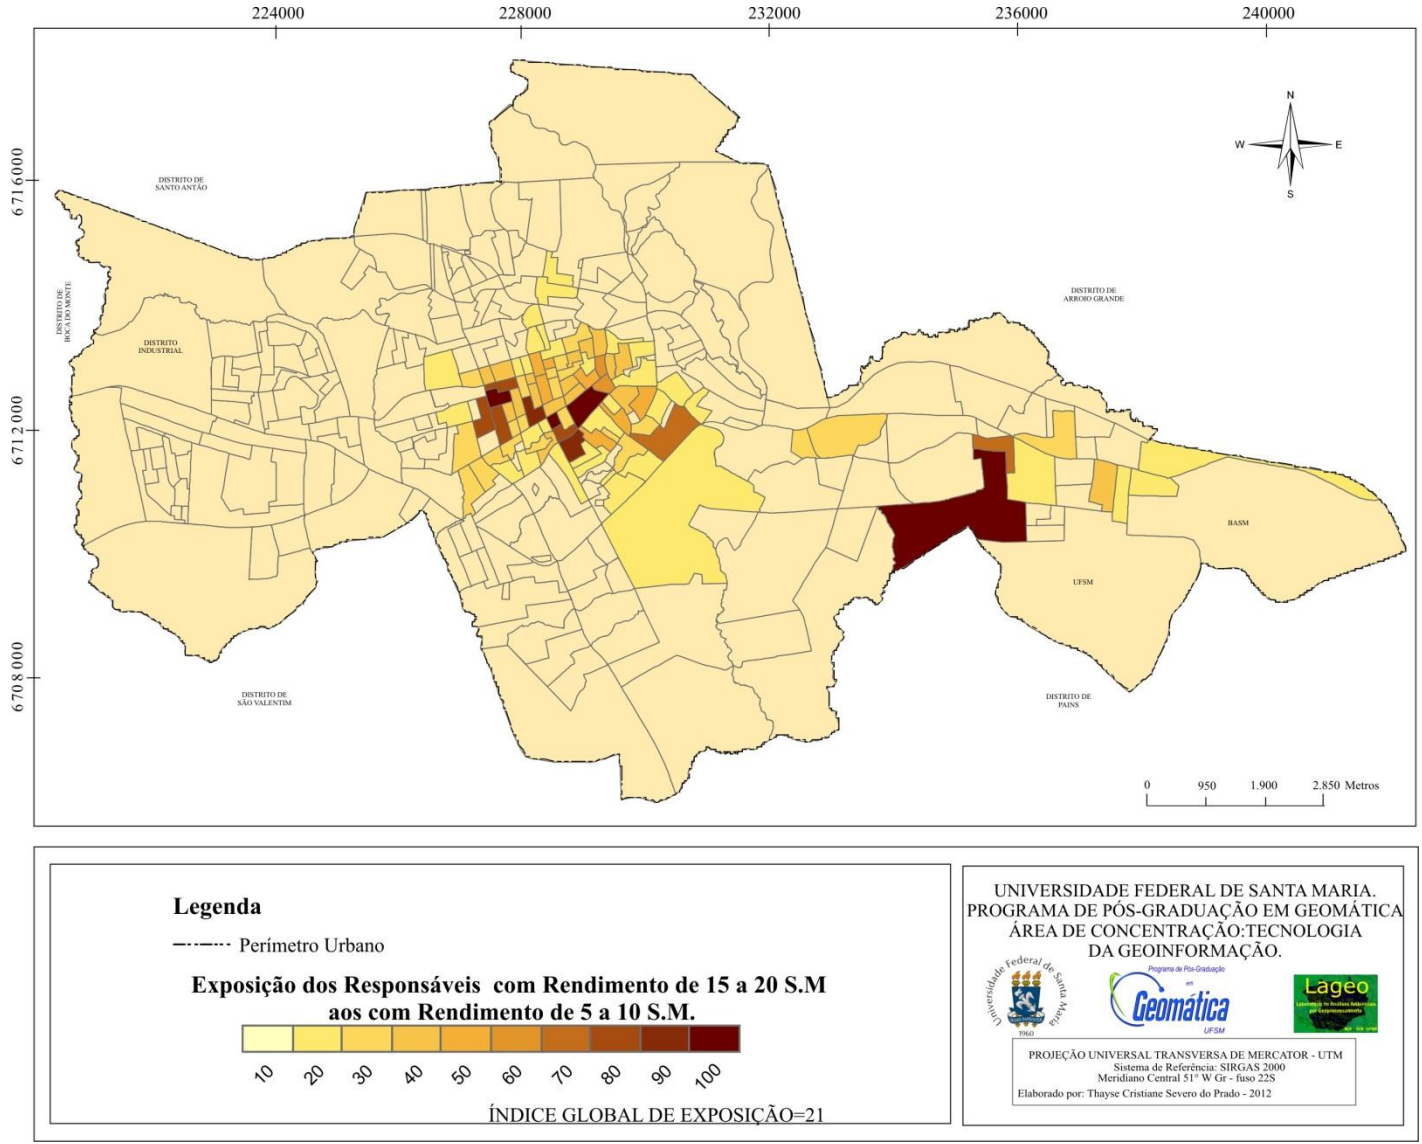 224000 228000 232000 236000 240000
6716000
6712000
6708000
N
W E
S
DISTRITO DE
SANTO ANTÃO
DISTRITO DE
BOCA DO MONTE
DISTRITO
INDUSTRIAL
DISTRITO DE
ARROIO GRANDE
BASM
UFSM
DISTRITO DE
SÃO VALENTIM
DISTRITO DE
PAINS
0 950 1.900 2.850 Metros
Legenda
Perímetro Urbano
Exposição dos Responsáveis com Rendimento de 15 a 20 S.M
aos com Rendimento de 5 a 10 S.M.
10 20 30 40 50 60 70 80 90 100
ÍNDICE GLOBAL DE EXPOSIÇÃO=21
UNIVERSIDADE FEDERAL DE SANTA MARIA.
PROGRAMA DE PÓS-GRADUAÇÃO EM GEOMÁTICA
ÁREA DE CONCENTRAÇÃO:TECNOLOGIA
DA GEOINFORMAÇÃO.
Universidade Federal de Santa Maria
1960
Programa de Pós-Graduação
em
Geomática
UFSM
Lageo
PROJEÇÃO UNIVERSAL TRANSVERSA DE MERCATOR - UTM
Sistema de Referência: SIRGAS 2000
Meridiano Central 51° W Gr - fuso 22S
Elaborado por: Thayse Cristiane Severo do Prado - 2012